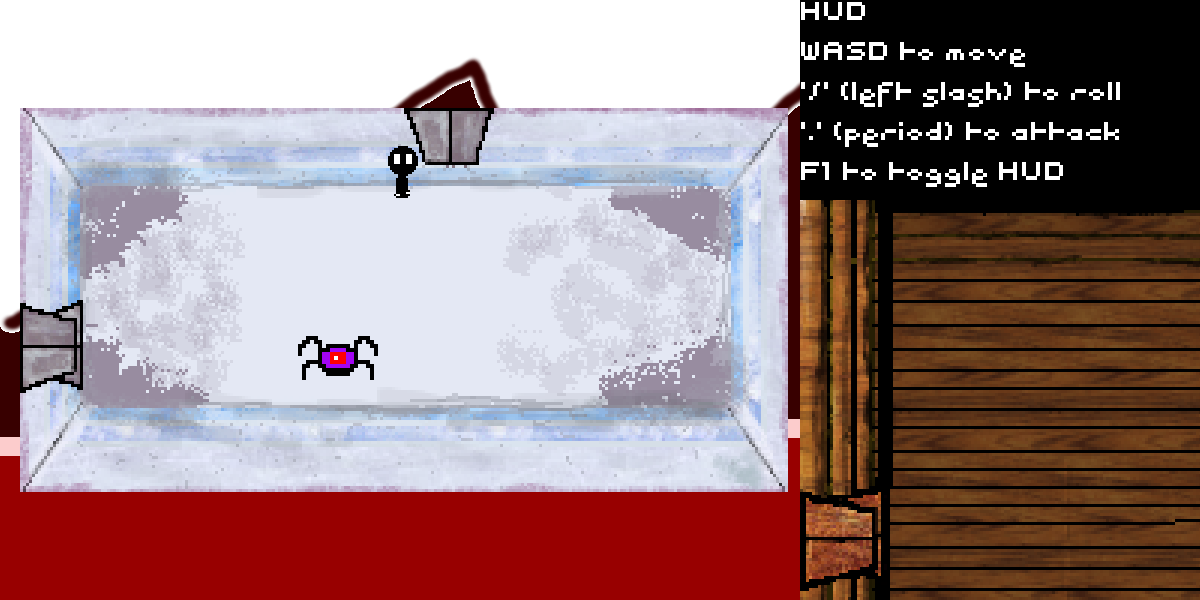 HUD
WASD to move
'/' (left slash) to roll
'.' (period) to attack
F1 to toggle HUD